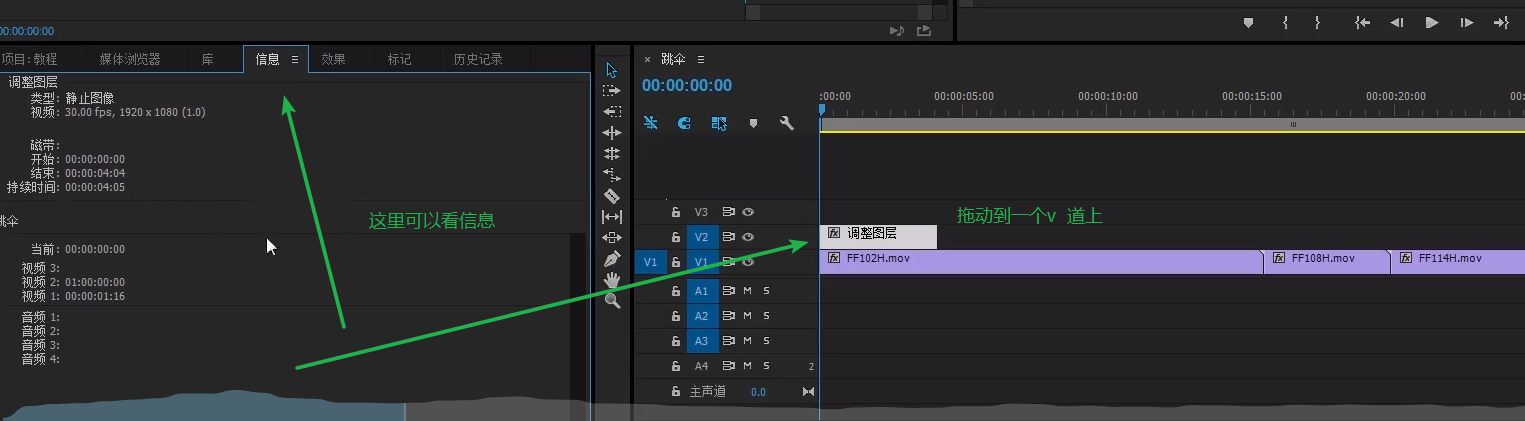 00:00:00:00
项目: 教程 媒体浏览器 库 信息 效果 标记 历史记录
调整图层
类型: 静止图像
视频: 30.00 fps, 1920 x 1080 (1.0)
磁带:
开始: 00:00:00:00
结束: 00:00:04:04
持续时间: 00:00:04:05
跳伞
当前: 00:00:00:00
视频 3:
视频 2: 01:00:00:00
视频 1: 00:00:01:16
音频 1:
音频 2:
音频 3:
音频 4:
这里可以看信息
× 跳伞
00:00:00:00
:00:00 00:00:05:00 00:00:10:00 00:00:15:00 00:00:20:00 00:
拖动到一个v 道上
V3
V2 fx 调整图层
V1 V1 fx FF102H.mov fx FF108H.mov fx FF114H.mov
A1 M S
A2 M S
A3 M S
A4 M S 2
主声道 0.0